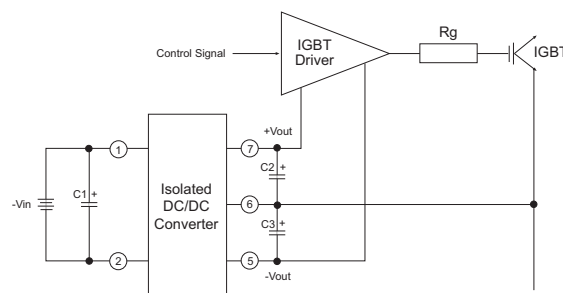 Rg
IGBT
Driver
IGBT
Control Signal
+Vout
1
7
C2 +
C1 +
-Vin
Isolated
DC/DC
Converter
6
C3 +
2
5
-Vout